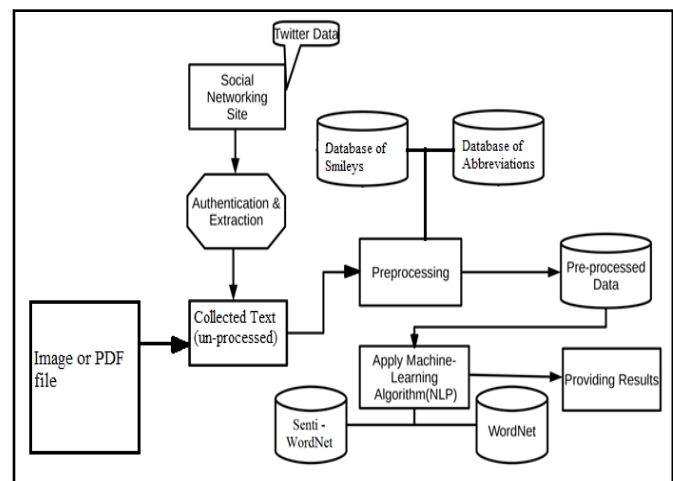 Twitter Data
Social
Networking
Site
Database of
Smileys
Database of
Abbreviations
Authentication &
Extraction
Preprocessing
Pre-processed
Data
Collected Text
(un-processed)
Image or PDF
file
Apply Machine-
Learning
Algorithm(NLP)
Providing Results
Senti -
WordNet
WordNet